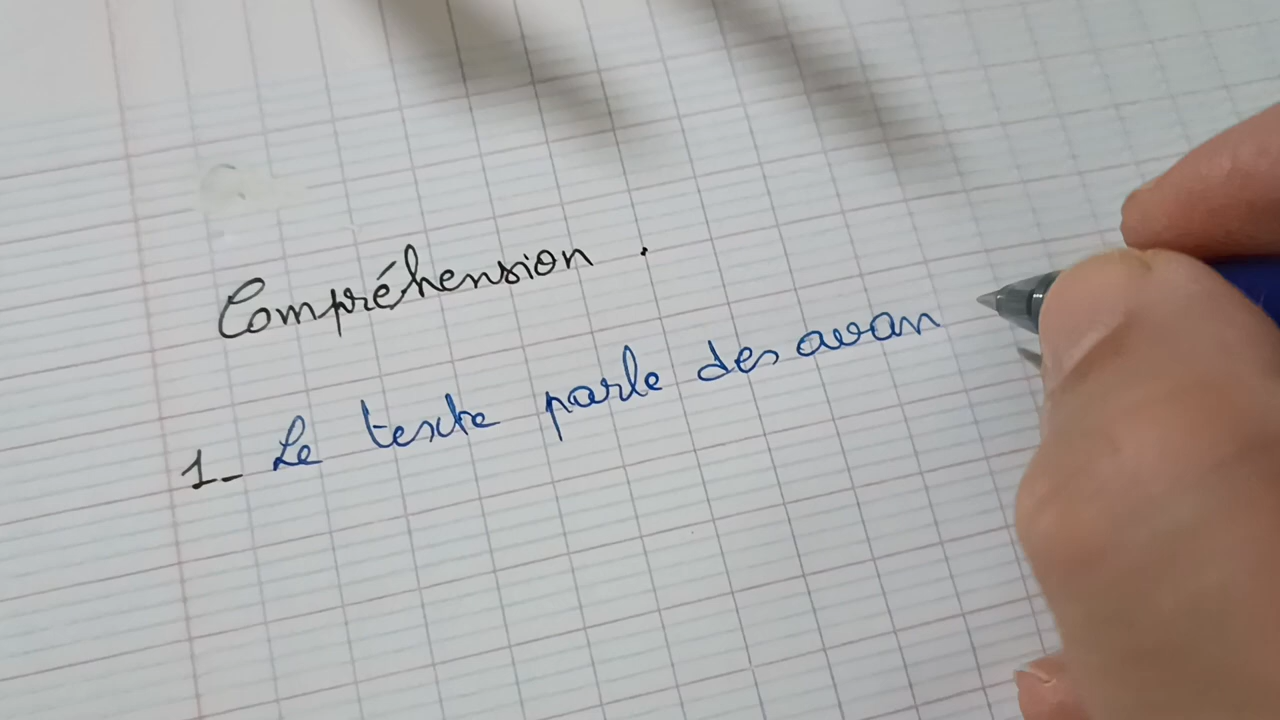 Compréhension .
1_ Le texte parle des avan